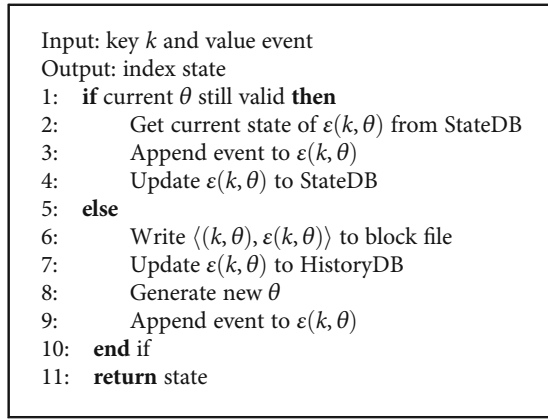 Input: key k and value event
Output: index state
1: if current θ still valid then
2: Get current state of ε(k, θ) from StateDB
3: Append event to ε(k, θ)
4: Update ε(k, θ) to StateDB
5: else
6: Write ⟨(k, θ), ε(k, θ)⟩ to block file
7: Update ε(k, θ) to HistoryDB
8: Generate new θ
9: Append event to ε(k, θ)
10: end if
11: return state